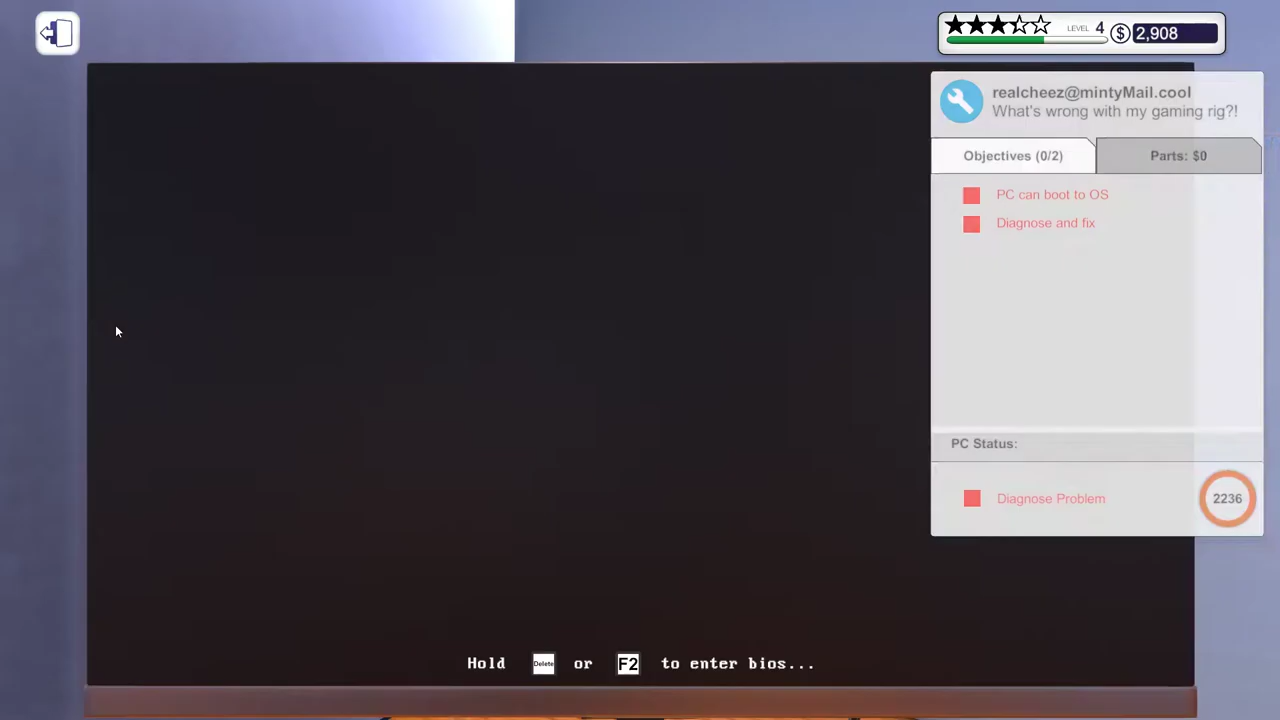 LEVEL 4 $ 2,908
realcheez@mintyMail.cool
What's wrong with my gaming rig?!
Objectives (0/2) Parts: $0
PC can boot to OS
Diagnose and fix
PC Status:
Diagnose Problem 2236
Hold Delete or F2 to enter bios...